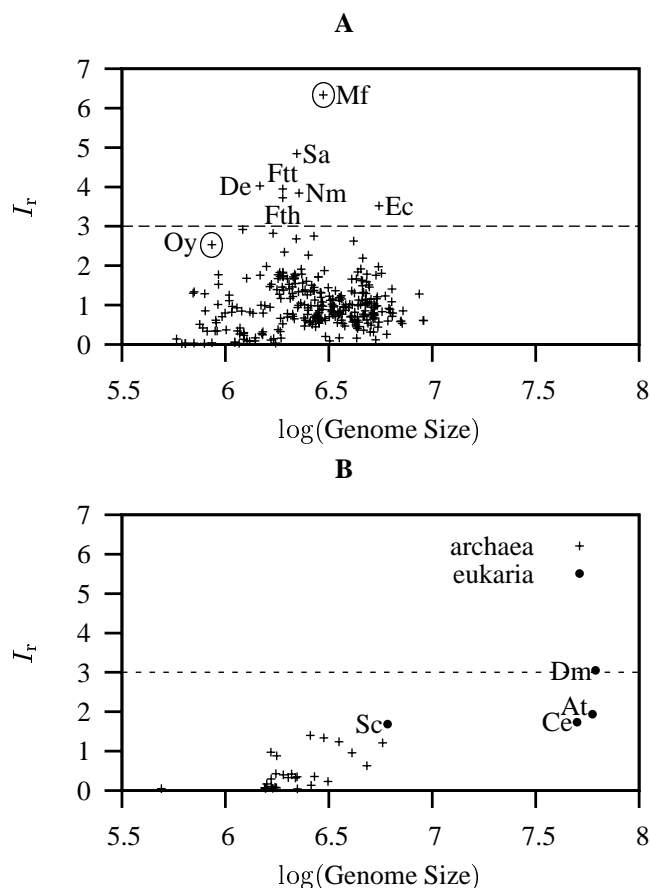 A
7
6
5
4
3
2
1
0
I_r
Mf
Sa
Ftt
De
Nm
Ec
Fth
Oy
5.5 6 6.5 7 7.5 8
log(Genome Size)
B
7
6
5
4
3
2
1
0
I_r
archaea
eukaria
Dm
At
Sc
Ce
5.5 6 6.5 7 7.5 8
log(Genome Size)